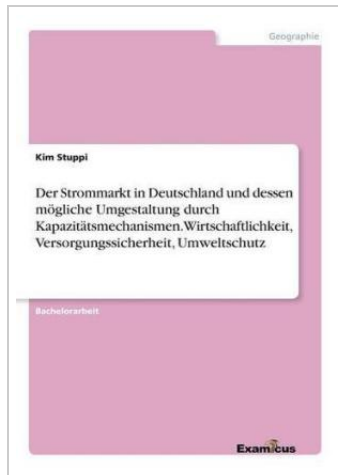 Geographie
Kim Stuppi
Der Strommarkt in Deutschland und dessen
mögliche Umgestaltung durch
Kapazitätsmechanismen.Wirtschaftlichkeit,
Versorgungssicherheit, Umweltschutz
Bachelorarbeit
Examicus